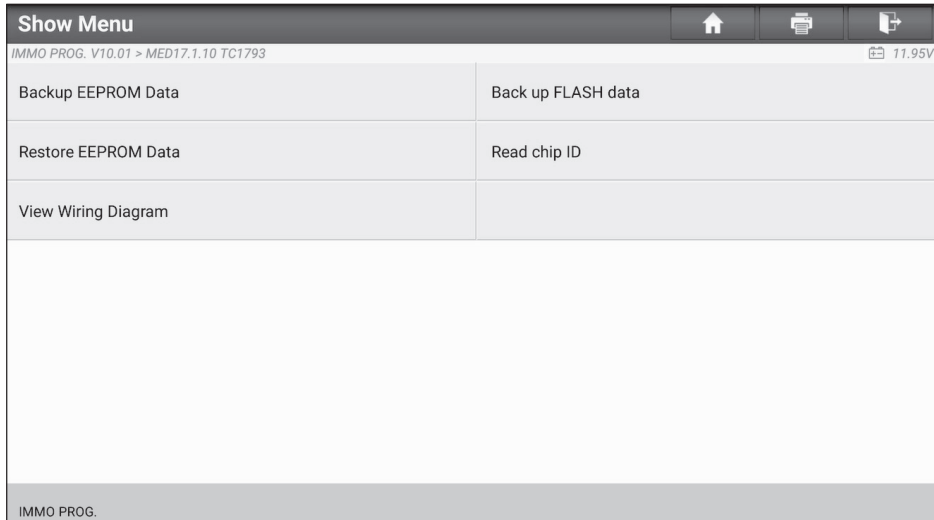 Show Menu
IMMO PROG. V10.01 > MED17.1.10 TC1793
11.95V
Backup EEPROM Data
Back up FLASH data
Restore EEPROM Data
Read chip ID
View Wiring Diagram
IMMO PROG.